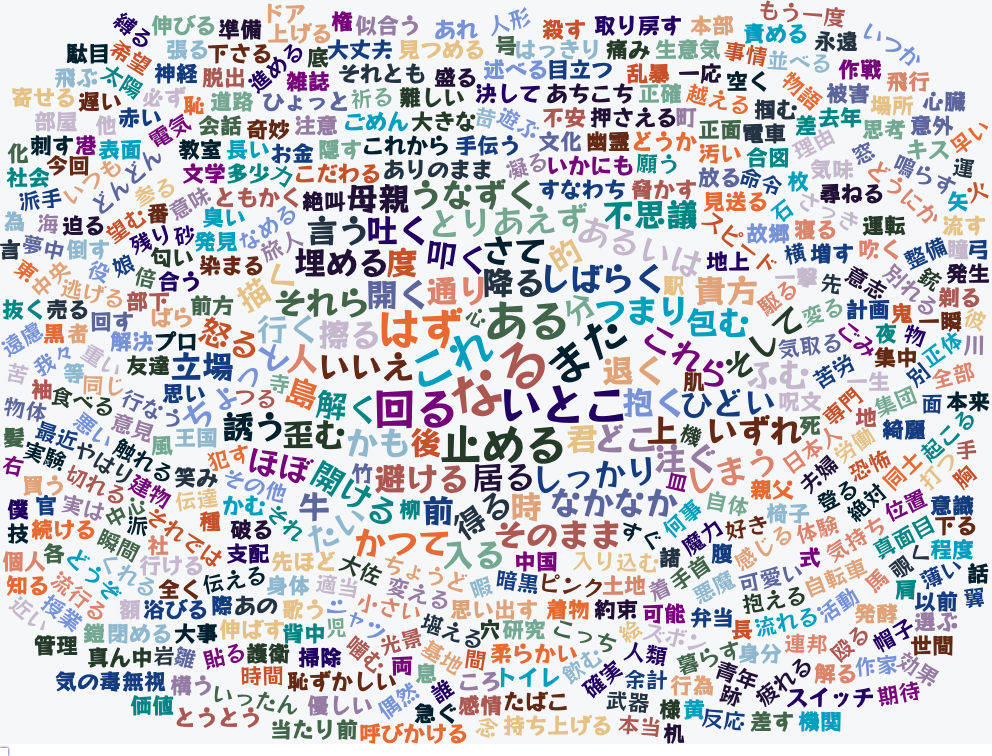 縛る 伸びる 準備 ドア 上げる 権 似合う あれ 人形 殺す 取り戻す 本部 もう一度 責める 永遠 いつか
駄目 希望 張る 下さる 進める 底 大丈夫 見つめる 号 はっきり 痛み 生意気 事情 並べる
飛ぶ 太陽 神経 脱出 雑誌 それとも 盛る 述べる 目立つ 乱暴 一応 空く 物語 作戦 飛行
寄せる 遅い 必ず 恥 道路 ひょっと 祈る 難しい 決して あちこち 正確 越える 掴む 被害 場所 心臓
部屋 他 赤い 電気 会話 奇妙 注意 ごめん 大きな 遊ぶ 不安 押さえる 町 正面 電車 差 去年 思考 意外 早い
化 刺す 港 表面 教室 長い お金 隠す これから 手伝う 文化 幽霊 どうか 汚い 合図 理由 窓 キス
社会 今回 いつも どんどん 文学 多少 力 こだわる ありのまま 凝る いかにも 願う 放る 命令 枚 気味 鳴らす 運
派手 参る 意味 ともかく 絶叫 母親 うなずく すなわち 脅かす 見送る 石 さっき 尋ねる どうにか 矢 火
為 海 迫る 望む 番 臭い なめる 言う 吐く とりあえず 不思議 スピード 故郷 寝る 運転 流す
言 夢中 倒す 残り 砂 発見 旅人 叩く さて 的 あるいは 地上 横 増す 吹く 整備 瞳 弓
東 中央 役 娘 匂い 染まる 埋める 度 降る しばらく 駅 貴方 一撃 先 意志 別れる 銃 発生
逃げる 倍 合う 描く それら 開く 通り 分 つまり 包む 駆る 変る 計画 鬼 剃る
抜く 売る 部下 前方 行く 擦る はず 心 ある また これら そして 気取る ごみ 夜 物 一瞬 彼
遠慮 黒 者 回す ばら 解決 プロ 怒る 人 いいえ これ なる 退く 肌 ふむ 苦労 集中 別 正体 川
苦 我々 等 重い 同じ 友達 立場 寺 島 解く 回る いとこ 抱く ひどい 呪文 一生 全部
袖 食べる 行なう 思い つる ちょっと 誘う 歪む かも 後 止める 君 どこ 上 機 いずれ 死 専門 地 集団 面 本来
物体 悪い 意見 風 王国 ほぼ 竹 避ける 居る しっかり 注ぐ しまう 日本人 労働 綺麗
髪 最近 やはり 触れる 笑み 犯す 開ける 柳 前 得る 時 なかなか 皿 親父 夫婦 恐怖 同士 起こる 打つ 手
右 実験 切れる 建物 その他 牛 自体 登る 絶対 胸
僕 買う 官 実は 中心 伝達 かむ それ だい 何事 椅子 位置 意識
技 続ける 瞬間 派 それでは 種 破る かつて 入る そのまま すぐ 魔力 好き 感じる 体験 気持ち 真面目 下る
個人 各 どうぞ くれる 社 行ける 支配 先ほど 大佐 ちょうど 中国 入り込む 諸 腹 式 覗く 程度
知る 流行る 全く 伝える 身体 適当 変える 暇 暗黒 ピンク 土地 着 手首 悪魔 可愛い 自転車 馬 肩 薄い 話
近い 授業 額 浴びる 際 あの 歌う シャツ 小さい 思い出す 着物 約束 可能 弁当 抱える 活動 発酵 以前 翼
管理 鎧 閉める 大事 伸ばす 背中 児 光景 堪える 穴 研究 こっち 絵 ズボン 長 流れる 連邦 殴る 帽子 選ぶ 世間
真ん中 岩 雛 貼る 護衛 掃除 噛む 両 基地 間 柔らかい 飲む 人類 暮らす 身分 解る 作家 効果
気の毒 無視 構う 時間 恥ずかしい 息 ころ トイレ 確実 余計 行為 青年 疲れる スイッチ 期待
価値 いったん 優しい 偶然 誰 急ぐ 感情 たばこ 武器 様 黄 跡 反応 差す 機関
とうとう 当たり前 呼びかける 念 持ち上げる 本当 机